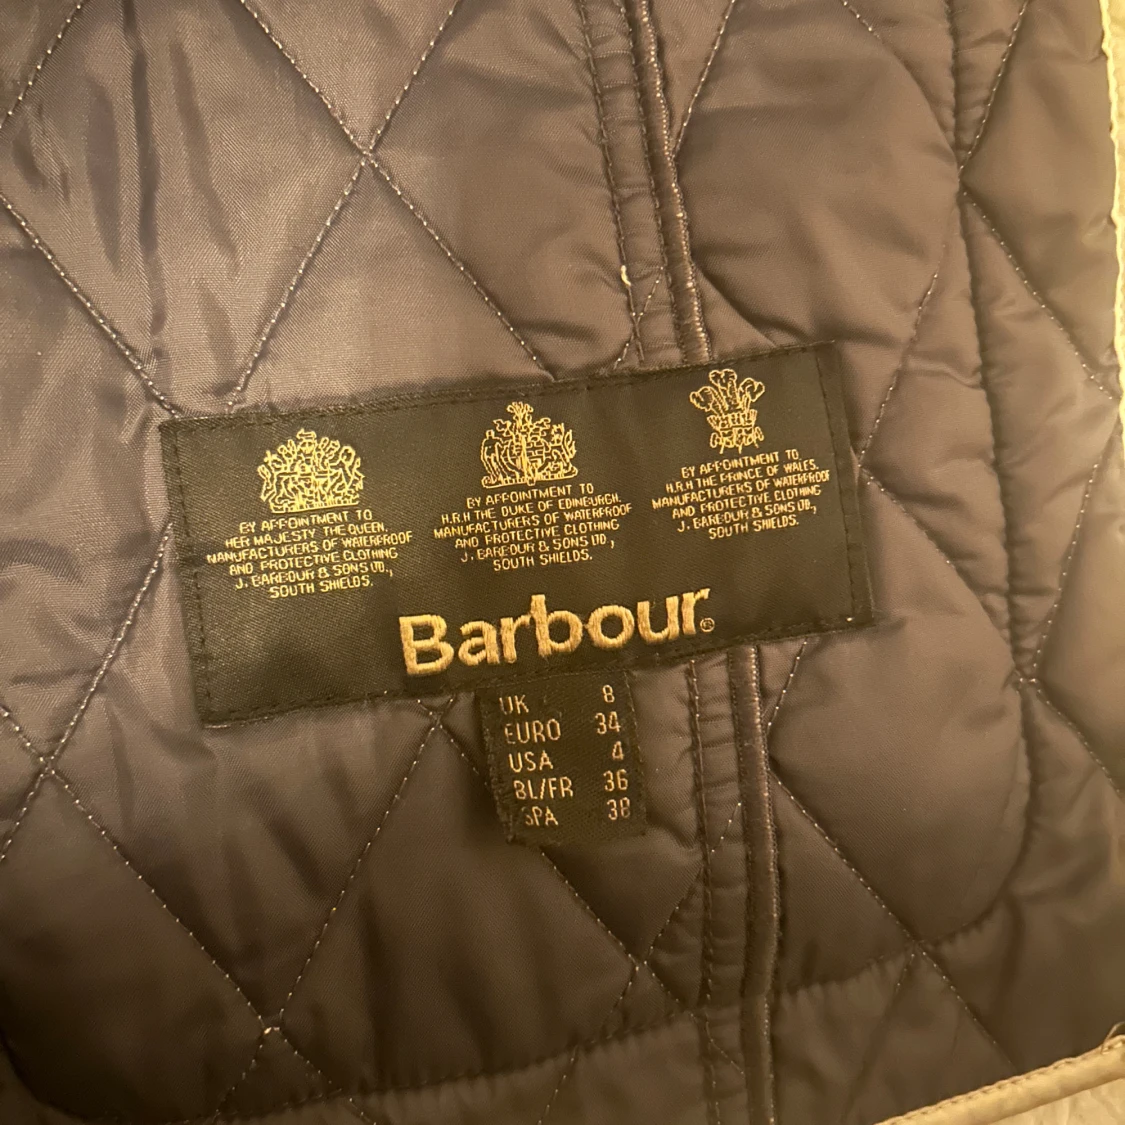 BY APPOINTMENT TO
HER MAJESTY THE QUEEN,
MANUFACTURERS OF WATERPROOF
AND PROTECTIVE CLOTHING
J. BARBOUR & SONS LTD.,
SOUTH SHIELDS.
BY APPOINTMENT TO
H.R.H. THE DUKE OF EDINBURGH,
MANUFACTURERS OF WATERPROOF
AND PROTECTIVE CLOTHING
J. BARBOUR & SONS LTD.,
SOUTH SHIELDS.
BY APPOINTMENT TO
H.R.H THE PRINCE OF WALES.
MANUFACTURERS OF WATERPROOF
AND PROTECTIVE CLOTHING
J. BARBOUR & SONS LTD.,
SOUTH SHIELDS.
Barbour®
UK 8
EURO 34
USA 4
BL/FR 36
SPA 38